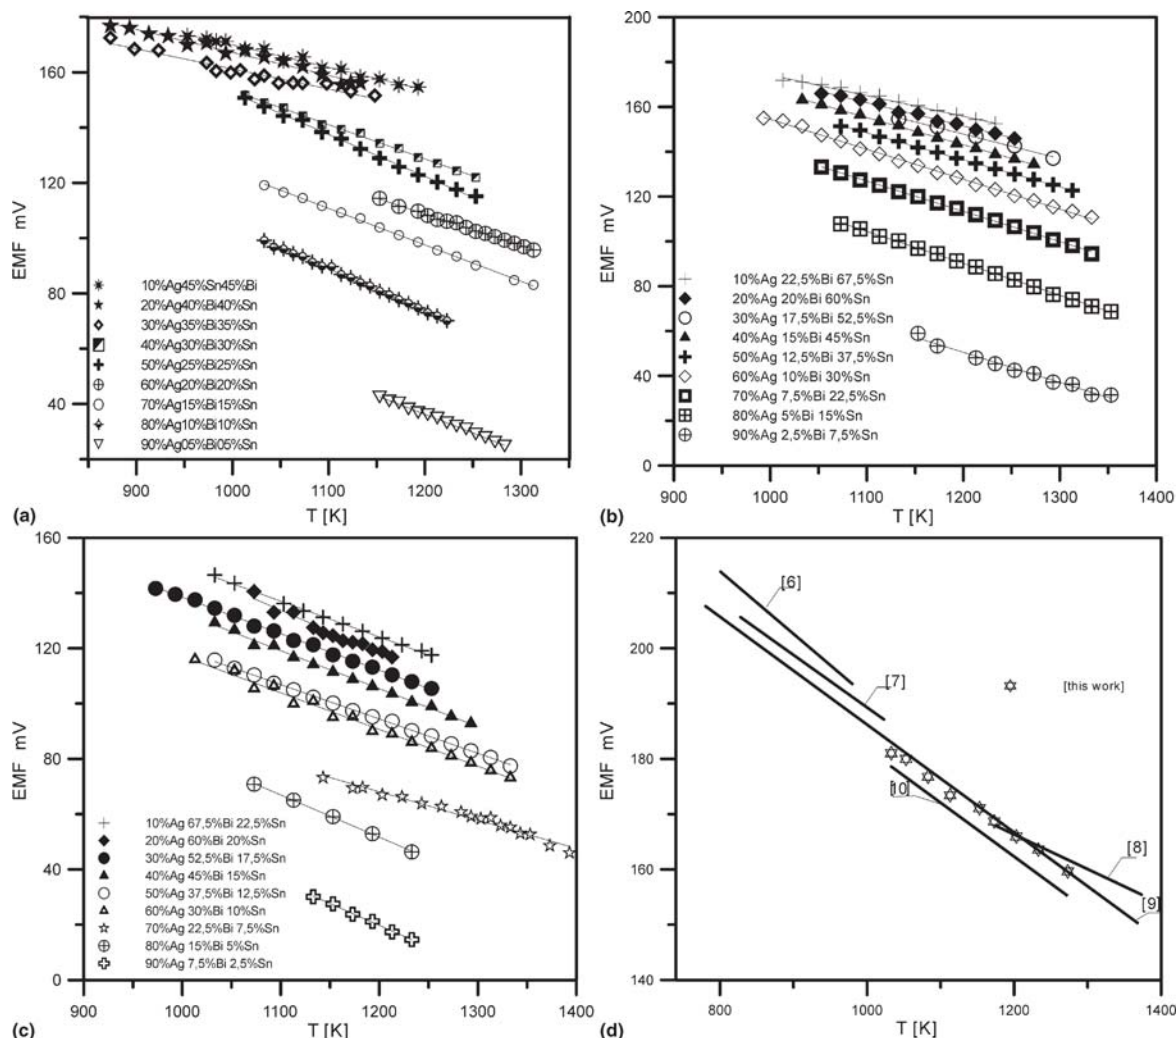 160
120
80
40
EMF mV
10%Ag45%Sn45%Bi
20%Ag40%Bi40%Sn
30%Ag35%Bi35%Sn
40%Ag30%Bi30%Sn
50%Ag25%Bi25%Sn
60%Ag20%Bi20%Sn
70%Ag15%Bi15%Sn
80%Ag10%Bi10%Sn
90%Ag05%Bi05%Sn
900 1000 1100 1200 1300
(a) T [K]
200
160
120
80
40
0
EMF mV
10%Ag 22,5%Bi 67,5%Sn
20%Ag 20%Bi 60%Sn
30%Ag 17,5%Bi 52,5%Sn
40%Ag 15%Bi 45%Sn
50%Ag 12,5%Bi 37,5%Sn
60%Ag 10%Bi 30%Sn
70%Ag 7,5%Bi 22,5%Sn
80%Ag 5%Bi 15%Sn
90%Ag 2,5%Bi 7,5%Sn
900 1000 1100 1200 1300 1400
(b) T [K]
160
120
80
40
0
EMF mV
10%Ag 67,5%Bi 22,5%Sn
20%Ag 60%Bi 20%Sn
30%Ag 52,5%Bi 17,5%Sn
40%Ag 45%Bi 15%Sn
50%Ag 37,5%Bi 12,5%Sn
60%Ag 30%Bi 10%Sn
70%Ag 22,5%Bi 7,5%Sn
80%Ag 15%Bi 5%Sn
90%Ag 7,5%Bi 2,5%Sn
900 1000 1100 1200 1300 1400
(c) T [K]
220
200
180
160
140
EMF mV
[6]
[7]
[this work]
[10]
[8]
[9]
800 1000 1200 1400
(d) T [K]